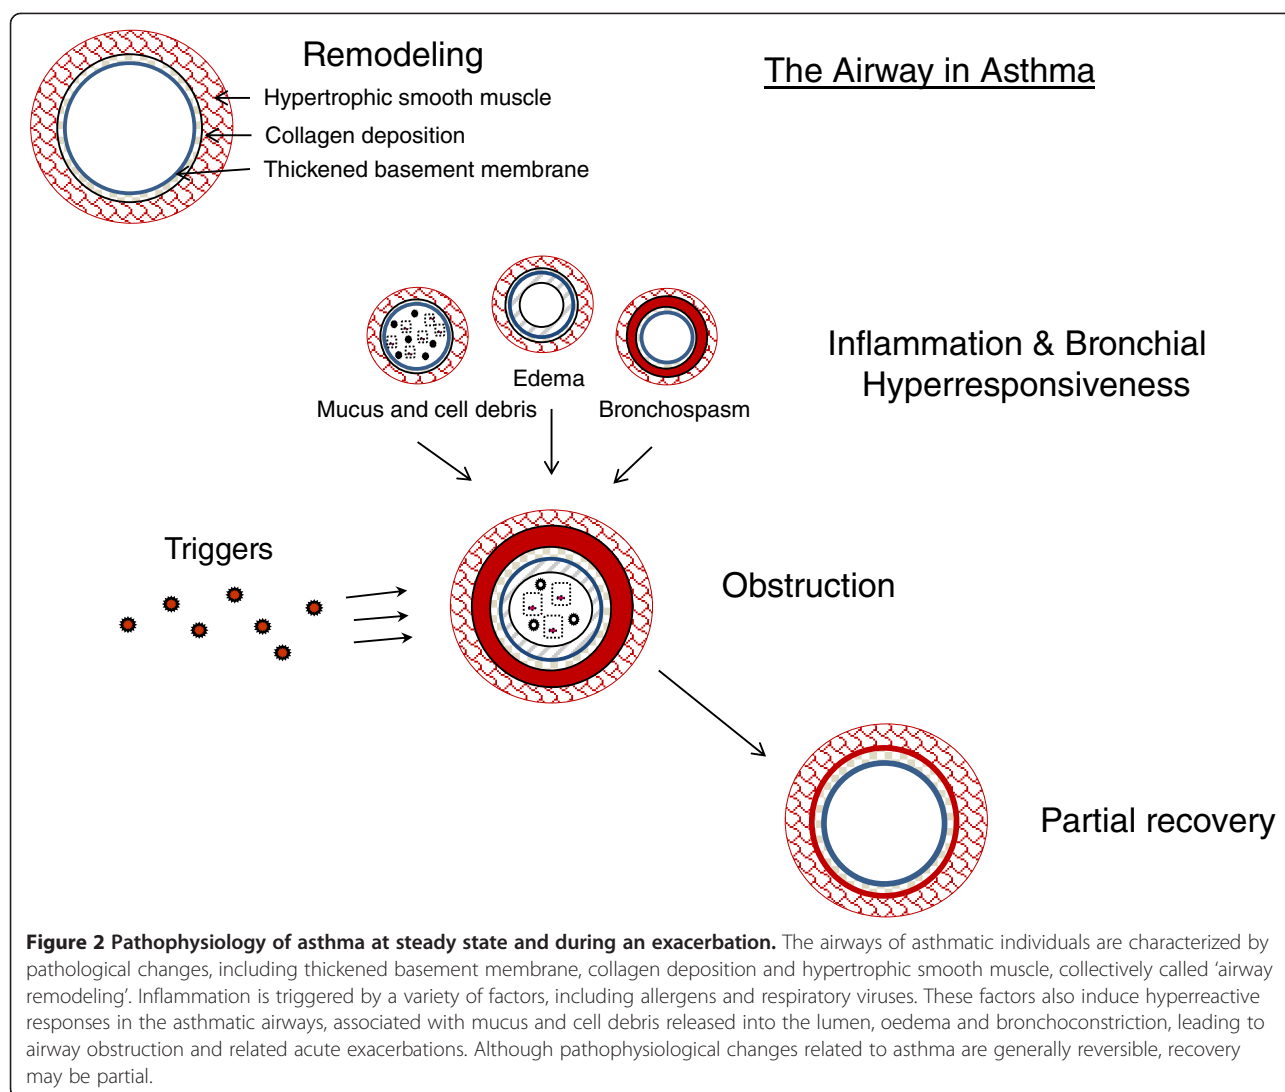 Remodeling
The Airway in Asthma
Hypertrophic smooth muscle
Collagen deposition
Thickened basement membrane
Edema
Mucus and cell debris
Bronchospasm
Inflammation & Bronchial
Hyperresponsiveness
Triggers
Obstruction
Partial recovery
Figure 2 Pathophysiology of asthma at steady state and during an exacerbation. The airways of asthmatic individuals are characterized by
pathological changes, including thickened basement membrane, collagen deposition and hypertrophic smooth muscle, collectively called ‘airway
remodeling’. Inflammation is triggered by a variety of factors, including allergens and respiratory viruses. These factors also induce hyperreactive
responses in the asthmatic airways, associated with mucus and cell debris released into the lumen, oedema and bronchoconstriction, leading to
airway obstruction and related acute exacerbations. Although pathophysiological changes related to asthma are generally reversible, recovery
may be partial.